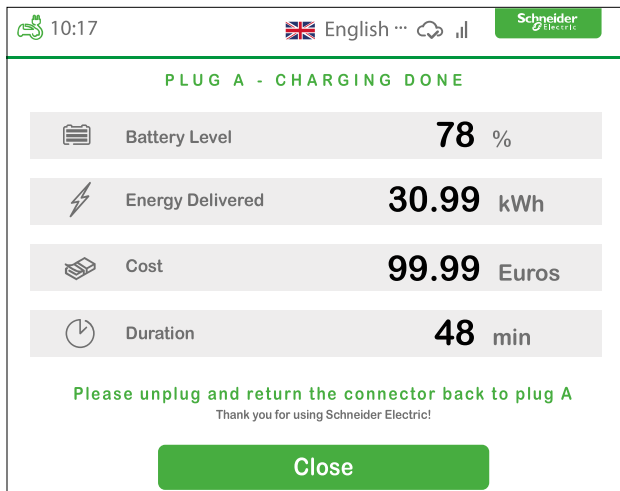 10:17 English ... Schneider
Electric
PLUG A - CHARGING DONE
Battery Level 78 %
Energy Delivered 30.99 kWh
Cost 99.99 Euros
Duration 48 min
Please unplug and return the connector back to plug A
Thank you for using Schneider Electric!
Close